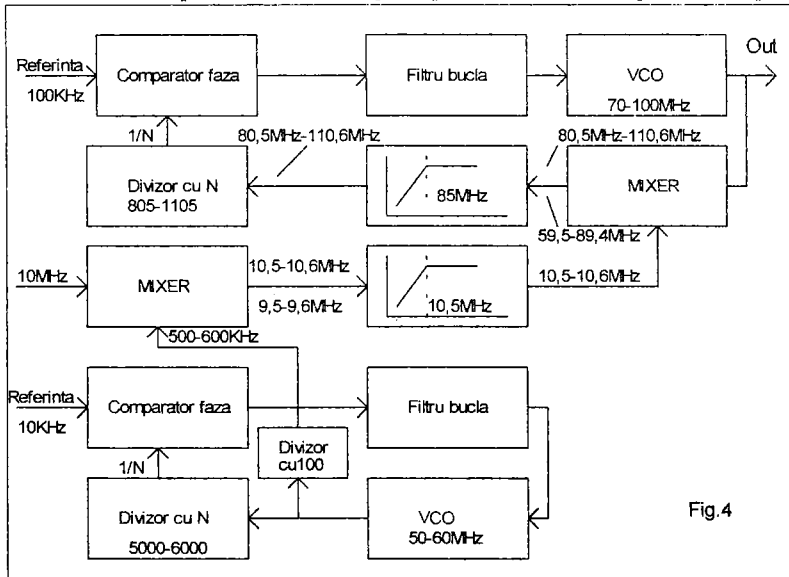 Referinta
100KHz
Comparator faza
Filtru bucla
VCO
70-100MHz
Out
1/N
80,5MHz-110,6MHz
80,5MHz-110,6MHz
Divizor cu N
805-1105
85MHz
MIXER
59,5-89,4MHz
10MHz
MIXER
10,5-10,6MHz
9,5-9,6MHz
10,5MHz
10,5-10,6MHz
500-600KHz
Referinta
10KHz
Comparator faza
Filtru bucla
Divizor
cu100
1/N
Divizor cu N
5000-6000
VCO
50-60MHz
Fig.4